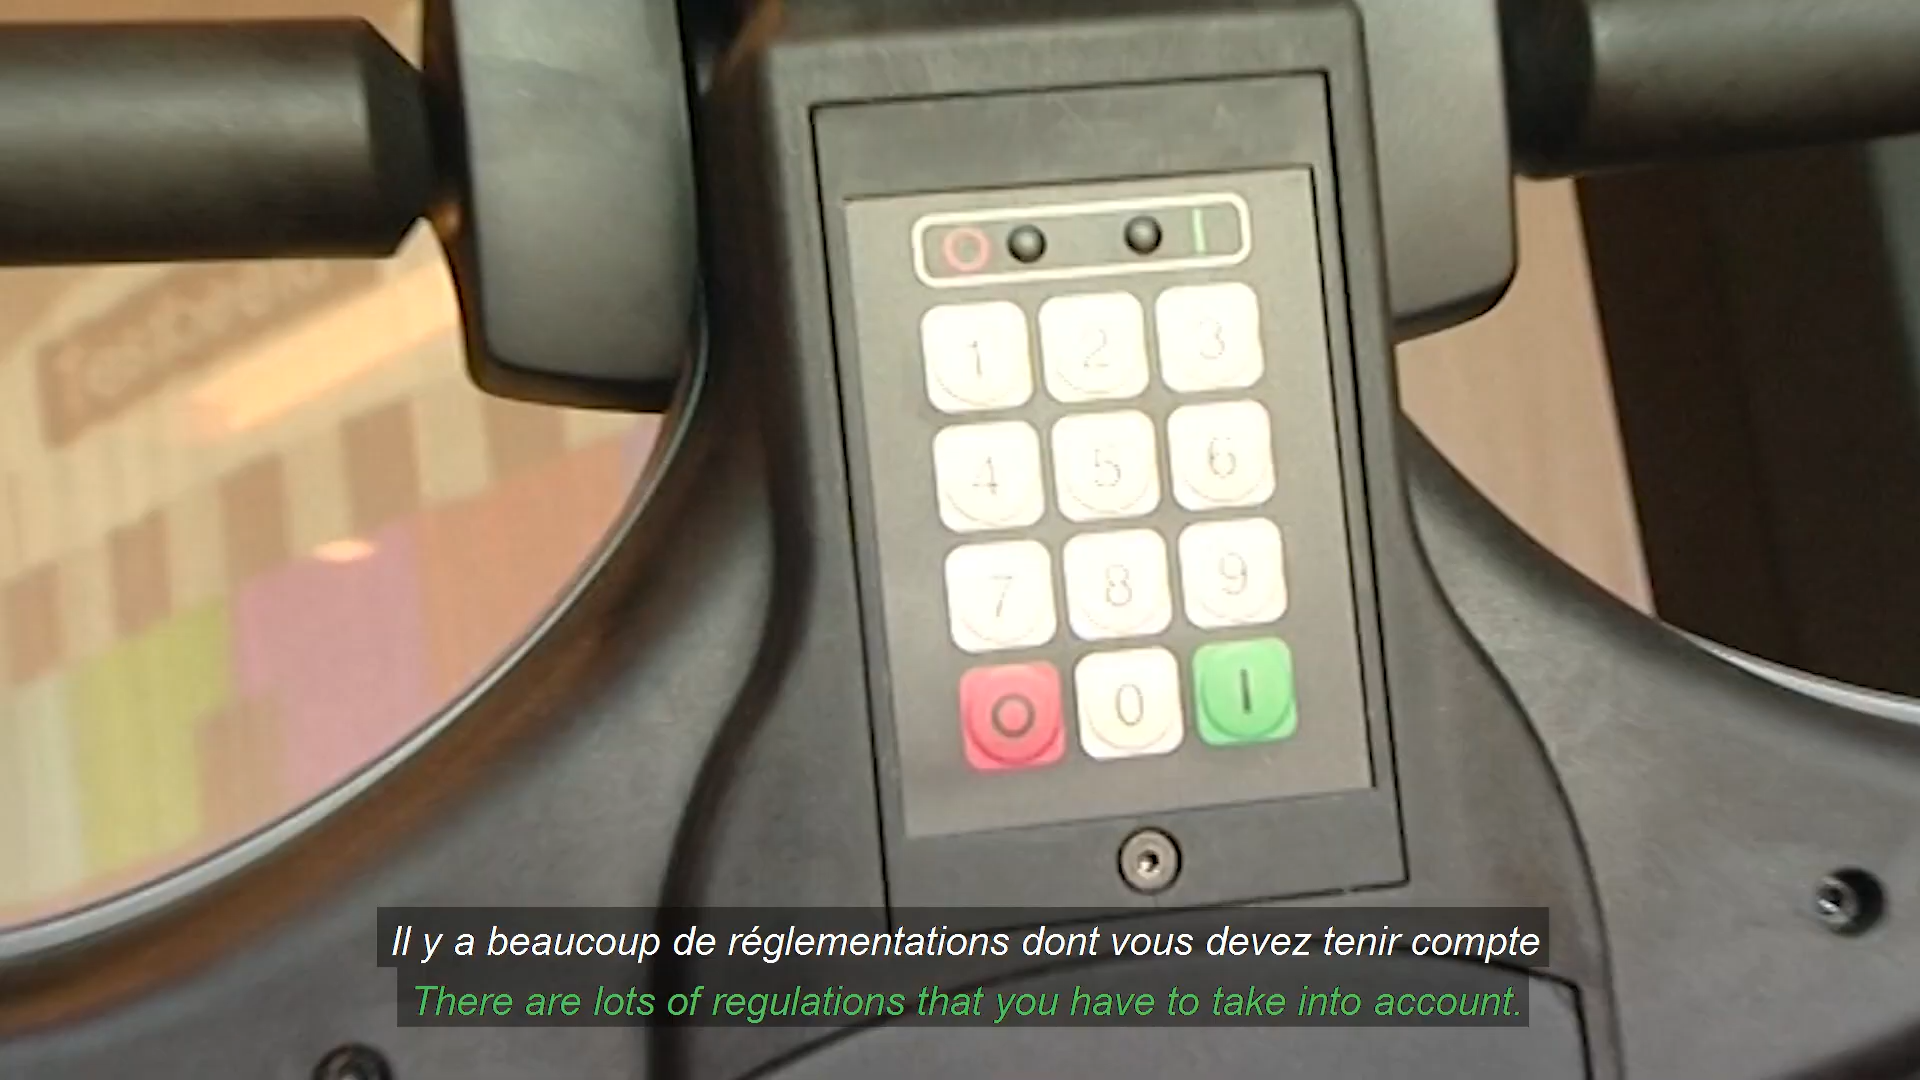 O I
1 2 3
4 5 6
7 8 9
O 0 I
Il y a beaucoup de réglementations dont vous devez tenir compte
There are lots of regulations that you have to take into account.